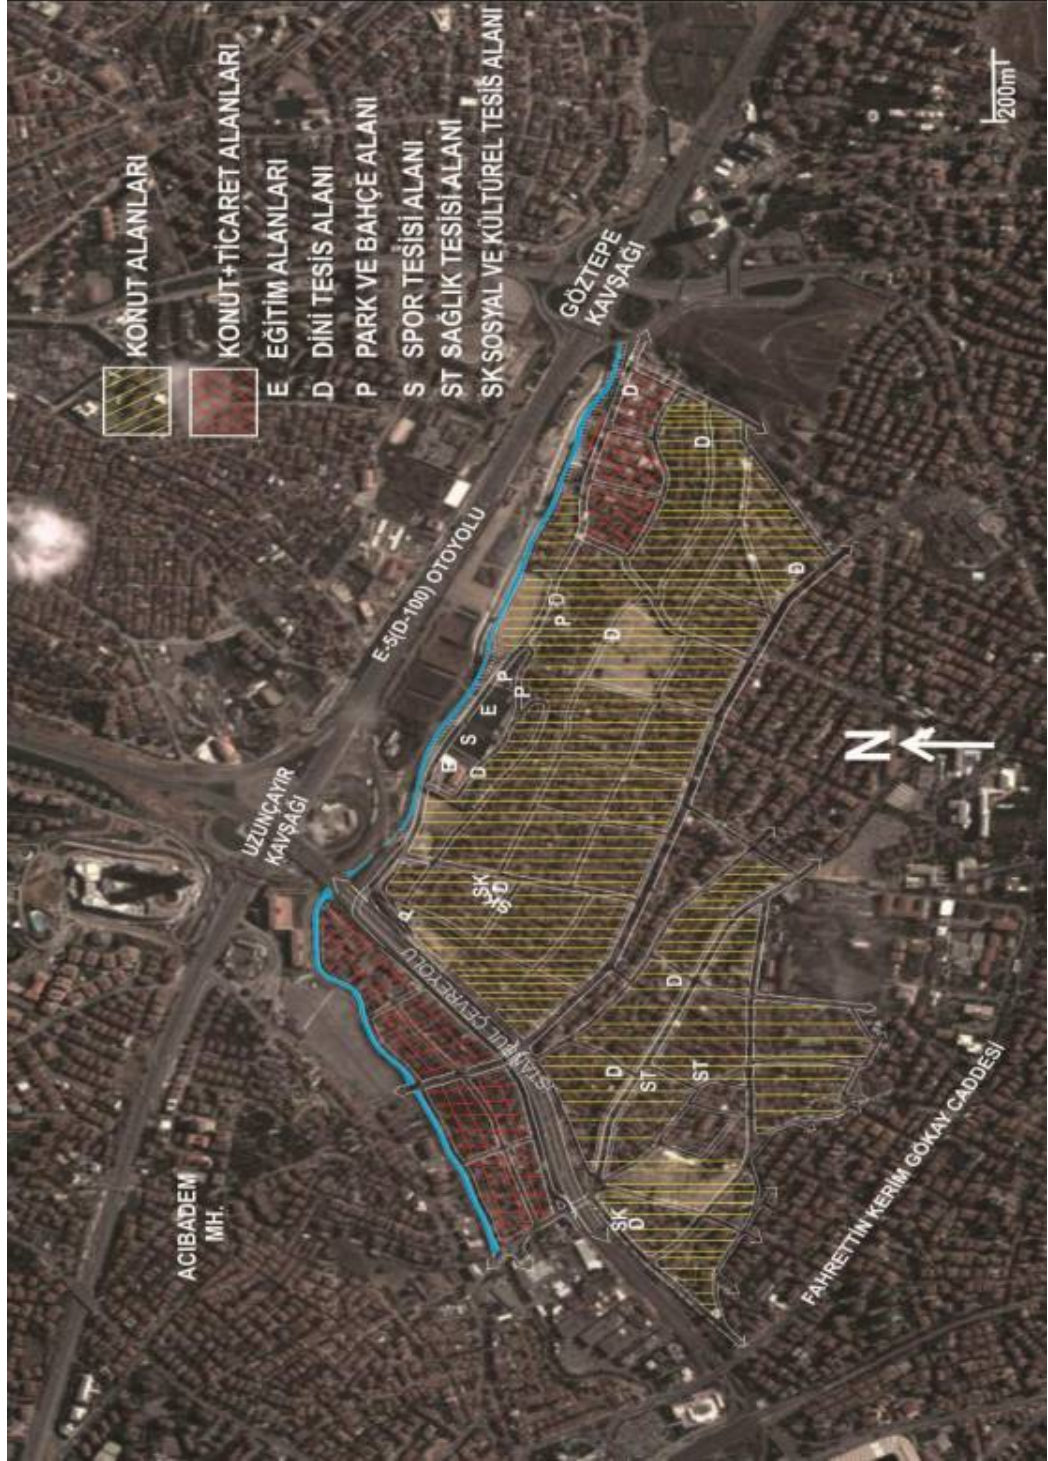 KONUT ALANLARI
KONUT+TİCARET ALANLARI
E EĞİTİM ALANLARI
D DİNİ TESİS ALANI
P PARK VE BAHÇE ALANI
S SPOR TESİSİ ALANI
ST SAĞLIK TESİSİ ALANI
SK SOSYAL VE KÜLTÜREL TESİS ALANI
ACIBADEM
MH.
UZUNÇAYIR
KAVŞAĞI
E-5(D-100) OTOYOLU
GÖZTEPE
KAVŞAĞI
İSTANBUL ÇEVREYOLU
FAHRETTİN KERİM GÖKAY CADDESİ
N
200m
D
S
E
P
P
P
D
D
D
D
D
SK
SK
D
P
D
D
ST
ST
SK
D